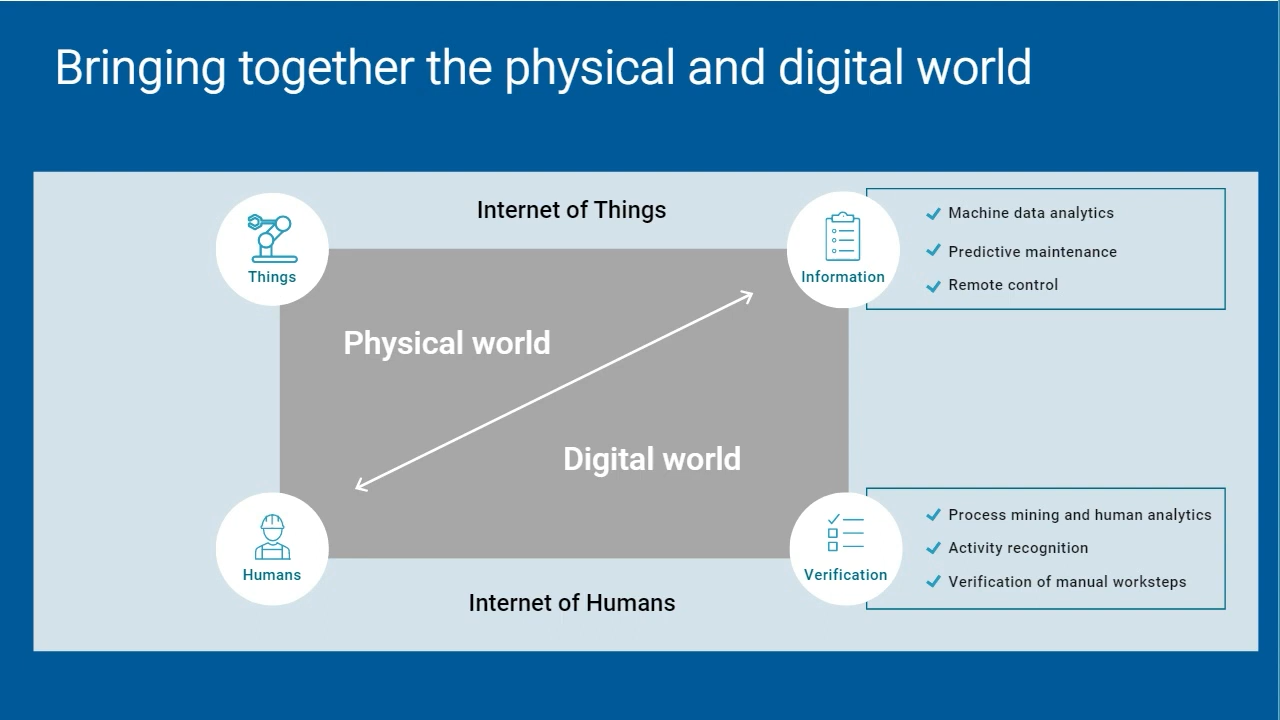 Bringing together the physical and digital world
Internet of Things
Things
Information
Machine data analytics
Predictive maintenance
Remote control
Physical world
Digital world
Humans
Verification
Process mining and human analytics
Activity recognition
Verification of manual worksteps
Internet of Humans